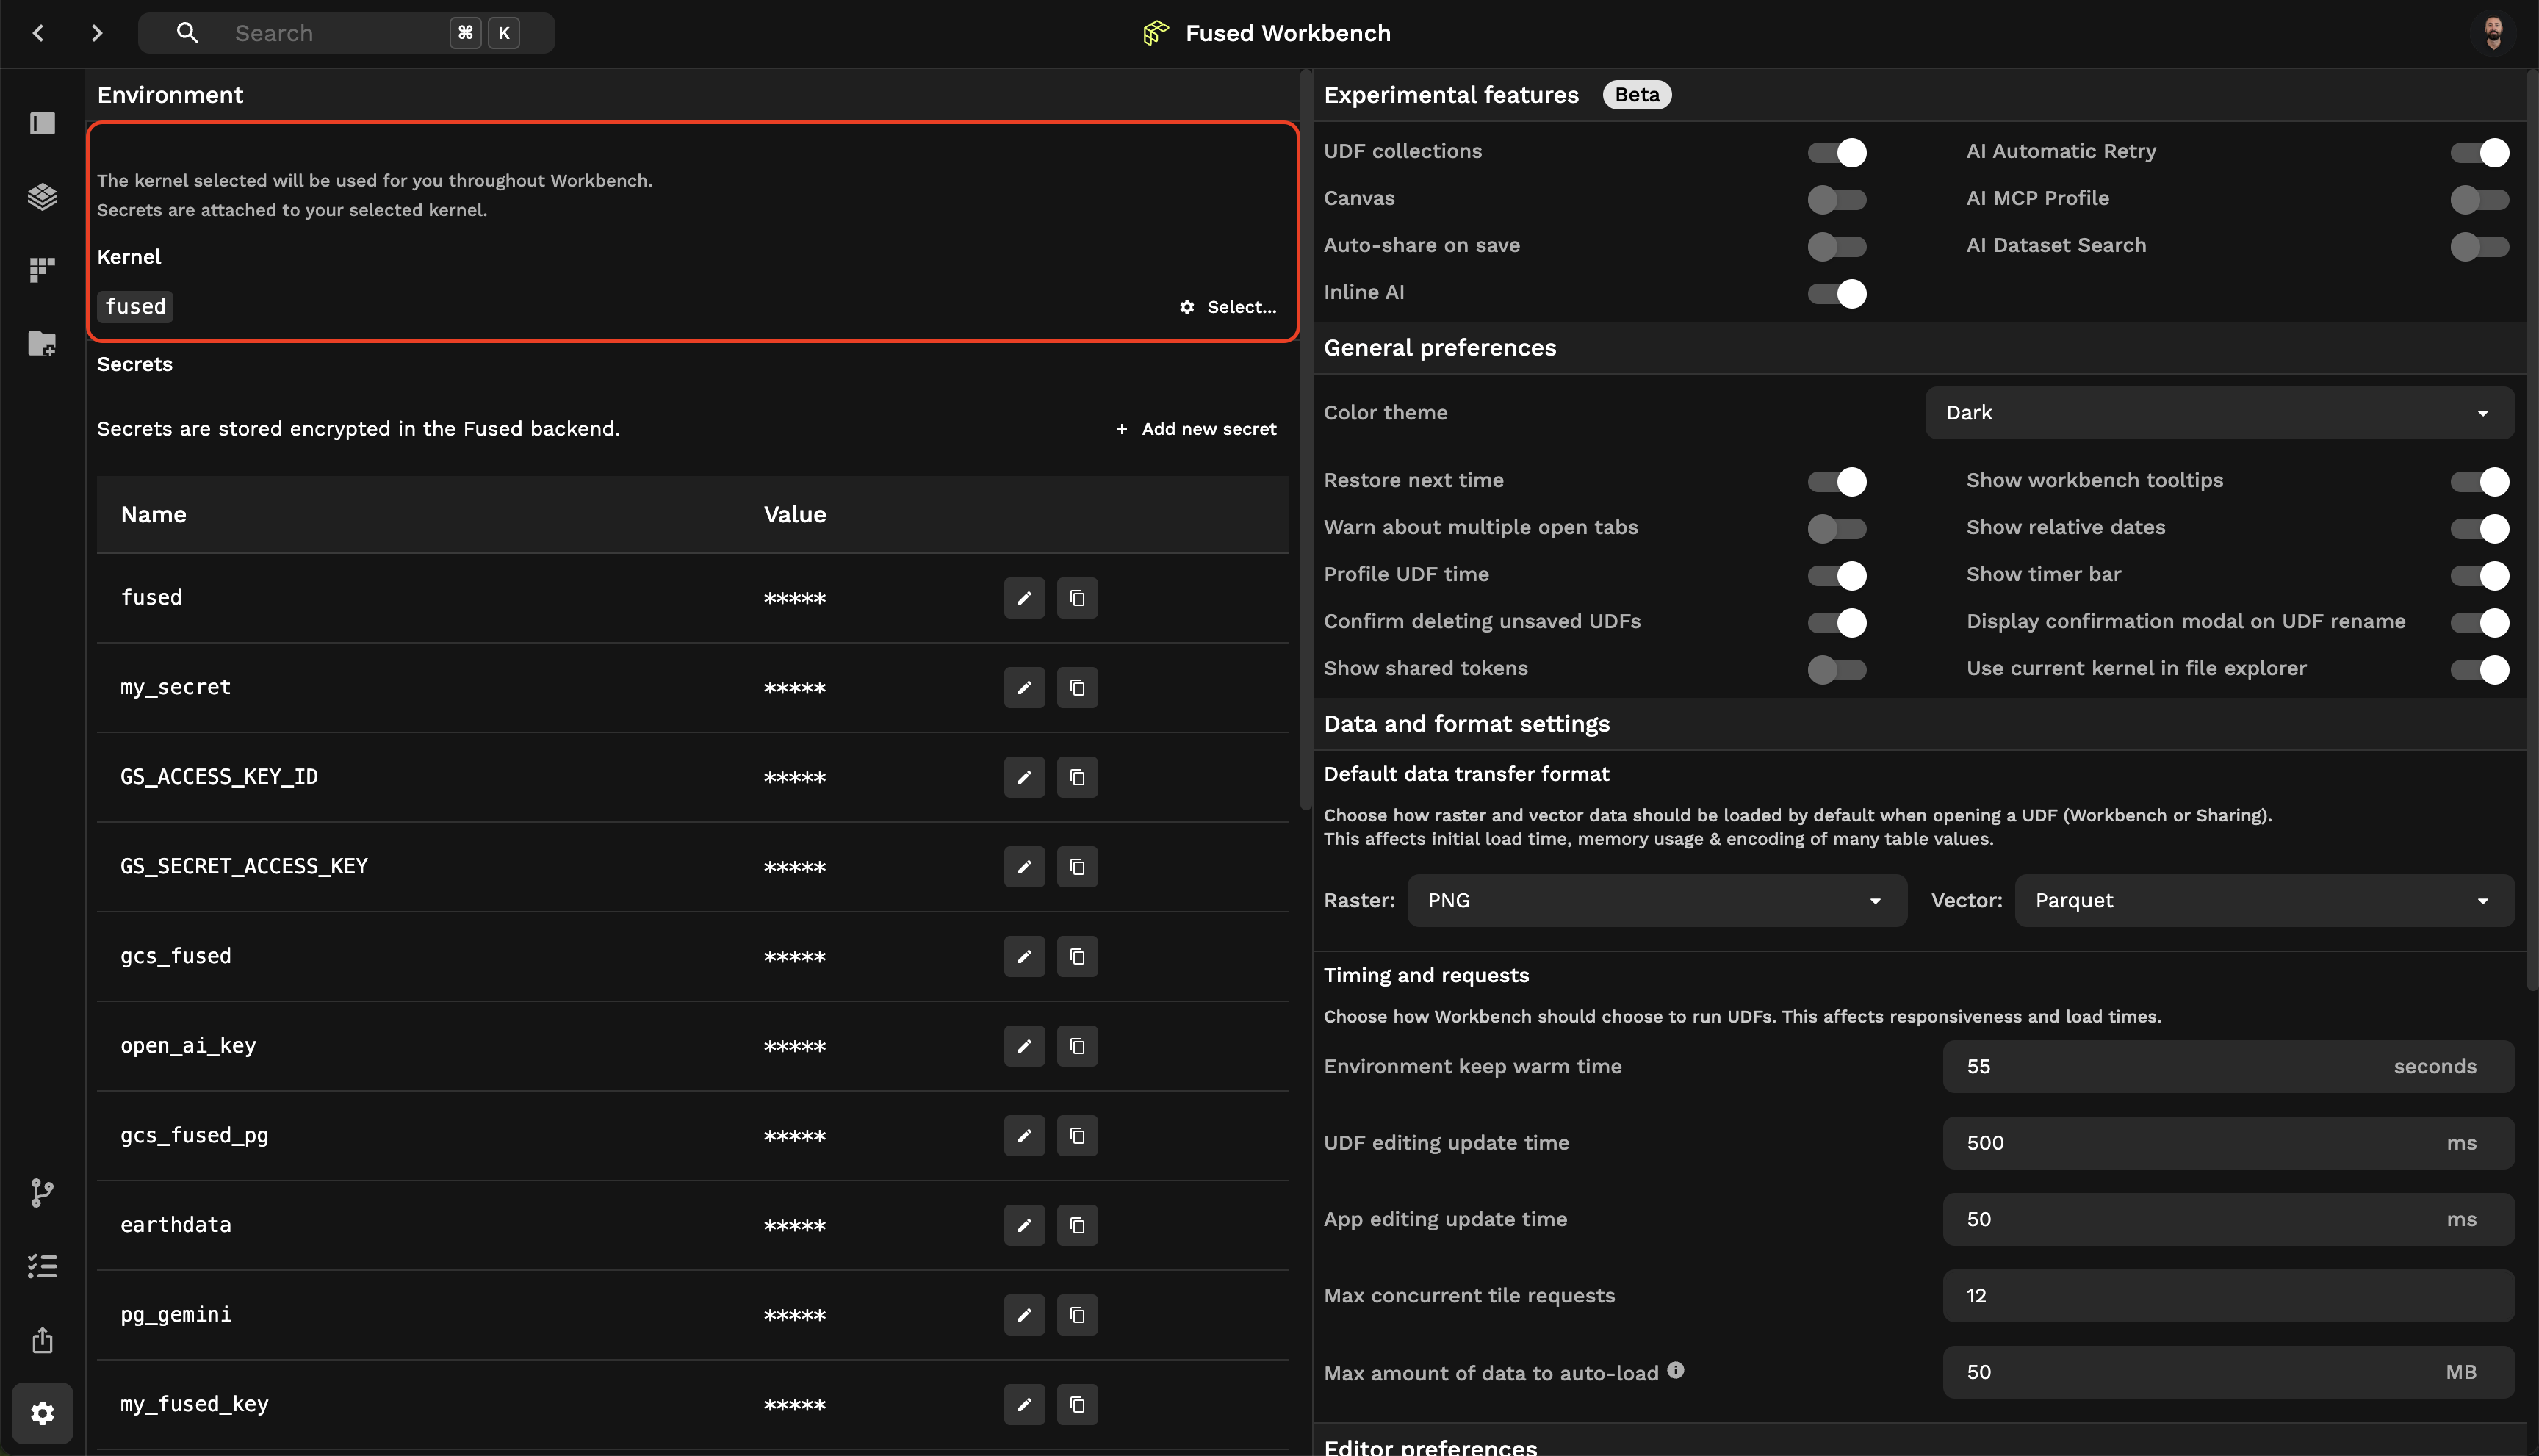 Search
⌘ K
Fused Workbench
Environment
The kernel selected will be used for you throughout Workbench.
Secrets are attached to your selected kernel.
Kernel
fused
Select...
Secrets
Secrets are stored encrypted in the Fused backend.
+ Add new secret
Name Value
fused *****
my_secret *****
GS_ACCESS_KEY_ID *****
GS_SECRET_ACCESS_KEY *****
gcs_fused *****
open_ai_key *****
gcs_fused_pg *****
earthdata *****
pg_gemini *****
my_fused_key *****
Experimental features Beta
UDF collections
AI Automatic Retry
Canvas
AI MCP Profile
Auto-share on save
AI Dataset Search
Inline AI
General preferences
Color theme Dark
Restore next time
Show workbench tooltips
Warn about multiple open tabs
Show relative dates
Profile UDF time
Show timer bar
Confirm deleting unsaved UDFs
Display confirmation modal on UDF rename
Show shared tokens
Use current kernel in file explorer
Data and format settings
Default data transfer format
Choose how raster and vector data should be loaded by default when opening a UDF (Workbench or Sharing).
This affects initial load time, memory usage & encoding of many table values.
Raster: PNG Vector: Parquet
Timing and requests
Choose how Workbench should choose to run UDFs. This affects responsiveness and load times.
Environment keep warm time 55 seconds
UDF editing update time 500 ms
App editing update time 50 ms
Max concurrent tile requests 12
Max amount of data to auto-load 50 MB
Editor preferences